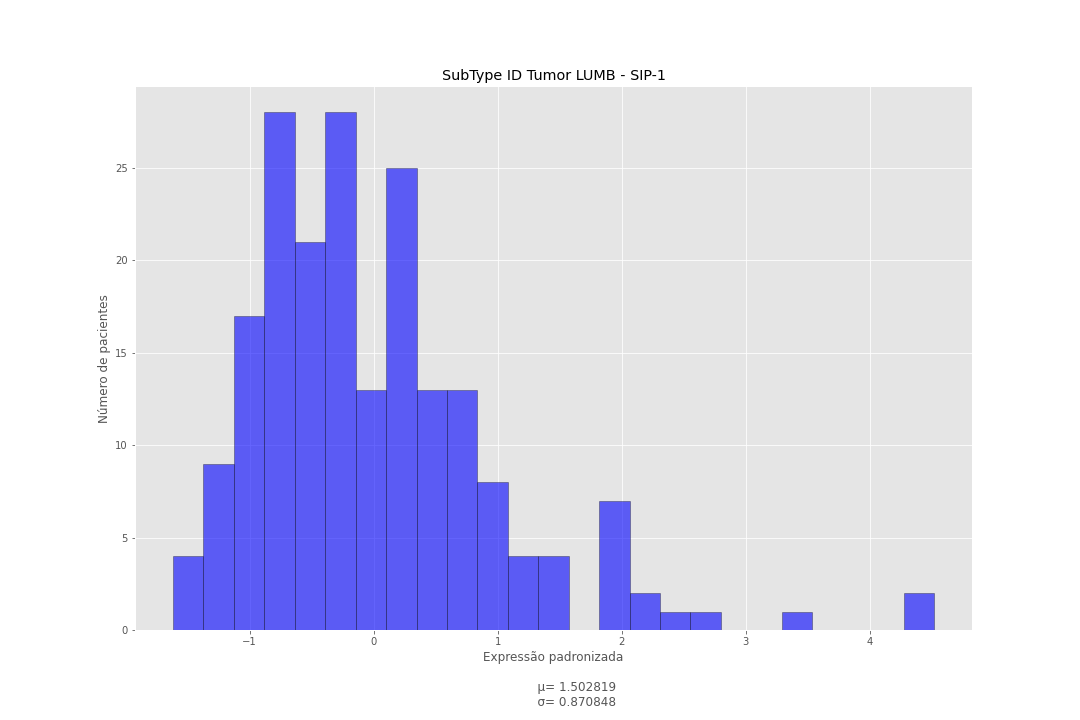 SubType ID Tumor LUMB - SIP-1
Número de pacientes
25
20
15
10
5
0
−1
0
1
2
3
4
Expressão padronizada
μ= 1.502819
σ= 0.870848